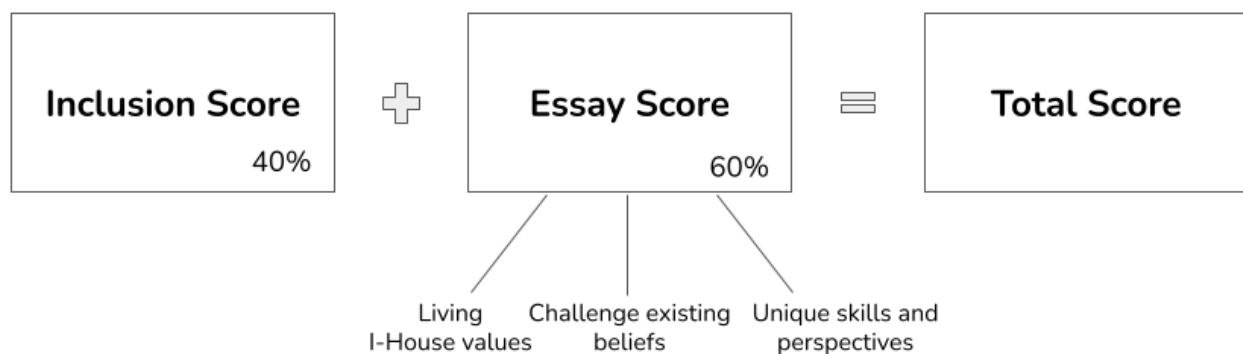 Inclusion Score
40%
Essay Score
60%
Total Score
Living
I-House values
Challenge existing
beliefs
Unique skills and
perspectives